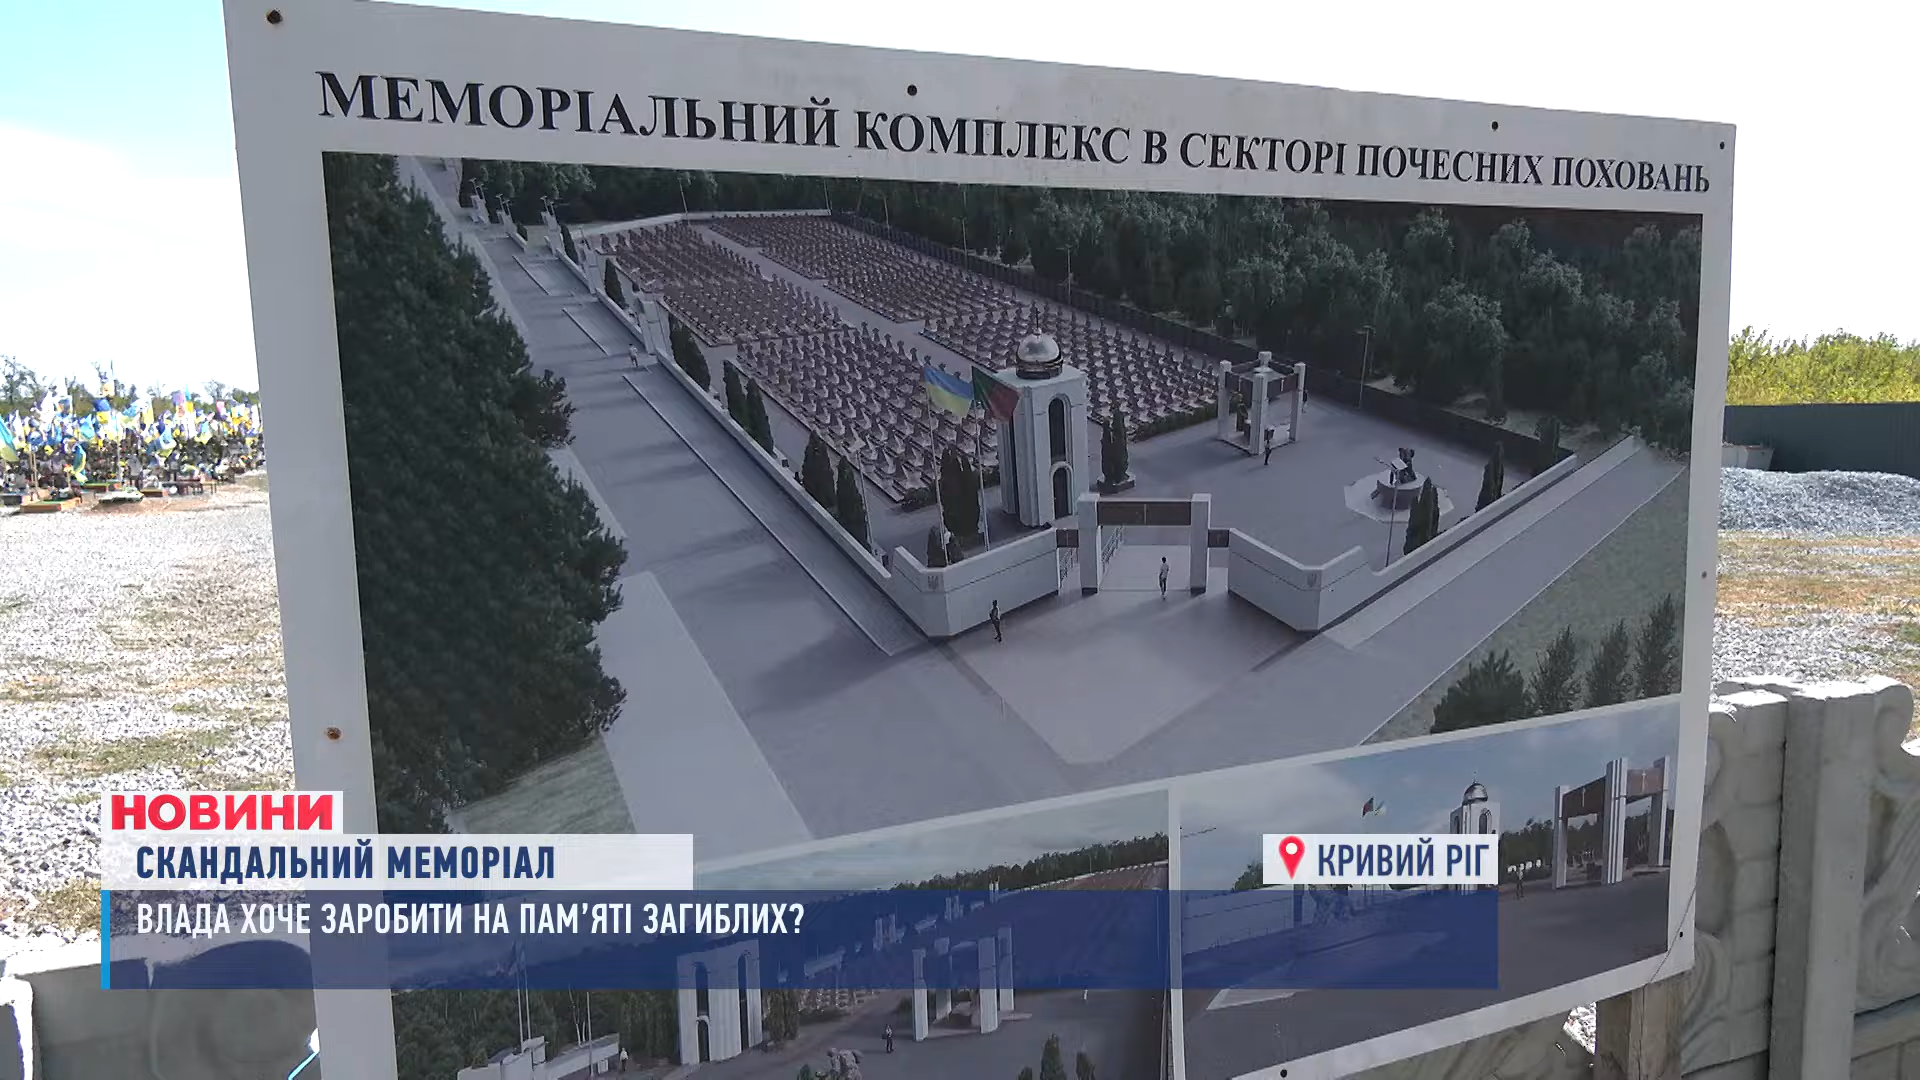 МЕМОРІАЛЬНИЙ КОМПЛЕКС В СЕКТОРІ ПОЧЕСНИХ ПОХОВАНЬ
НОВИНИ
СКАНДАЛЬНИЙ МЕМОРІАЛ
КРИВИЙ РІГ
ВЛАДА ХОЧЕ ЗАРОБИТИ НА ПАМ’ЯТІ ЗАГИБЛИХ?